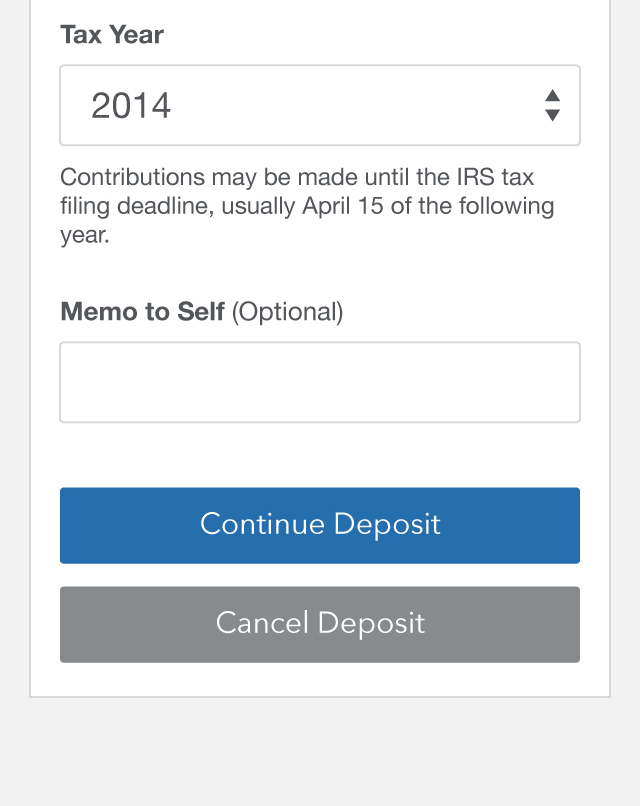 Tax Year
2014
Contributions may be made until the IRS tax
filing deadline, usually April 15 of the following
year.
Memo to Self (Optional)
Continue Deposit
Cancel Deposit